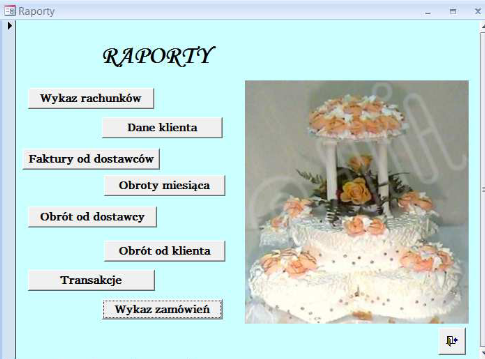 Raporty
RAPORTY
Wykaz rachunków
Dane klienta
Faktury od dostawców
Obroty miesiąca
Obrót od dostawcy
Obrót od klienta
Transakcje
Wykaz zamówień